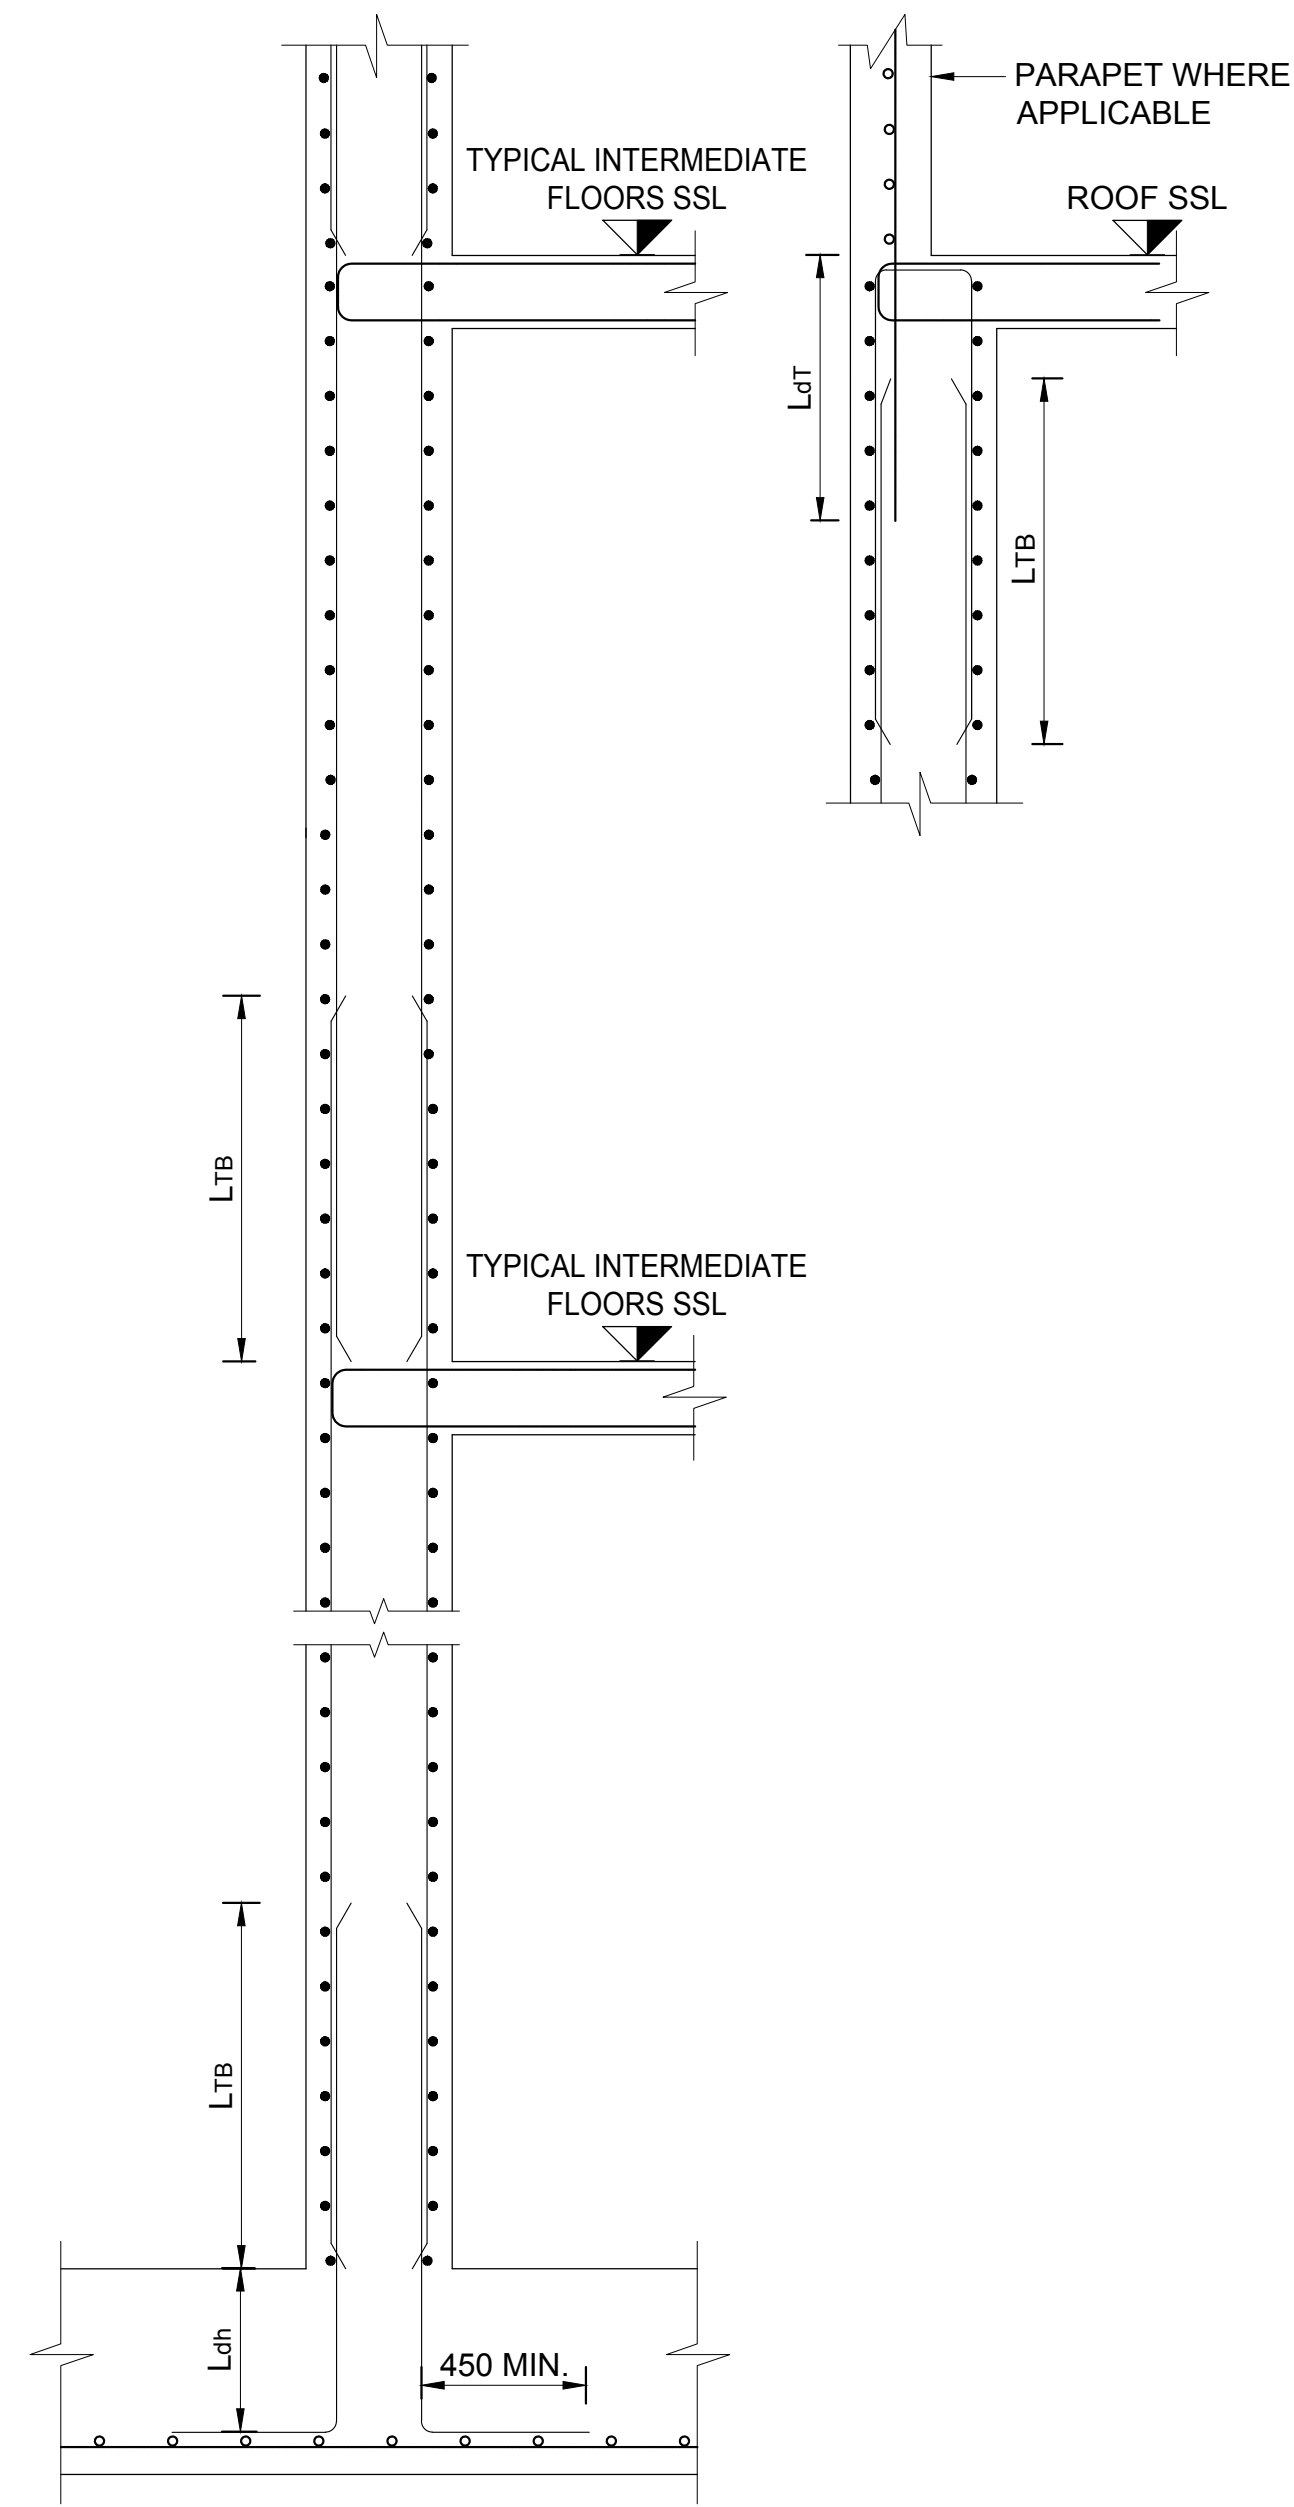 PARAPET WHERE
APPLICABLE
TYPICAL INTERMEDIATE
FLOORS SSL
ROOF SSL
LdT
LTB
LTB
TYPICAL INTERMEDIATE
FLOORS SSL
LTB
Ldh
450 MIN.